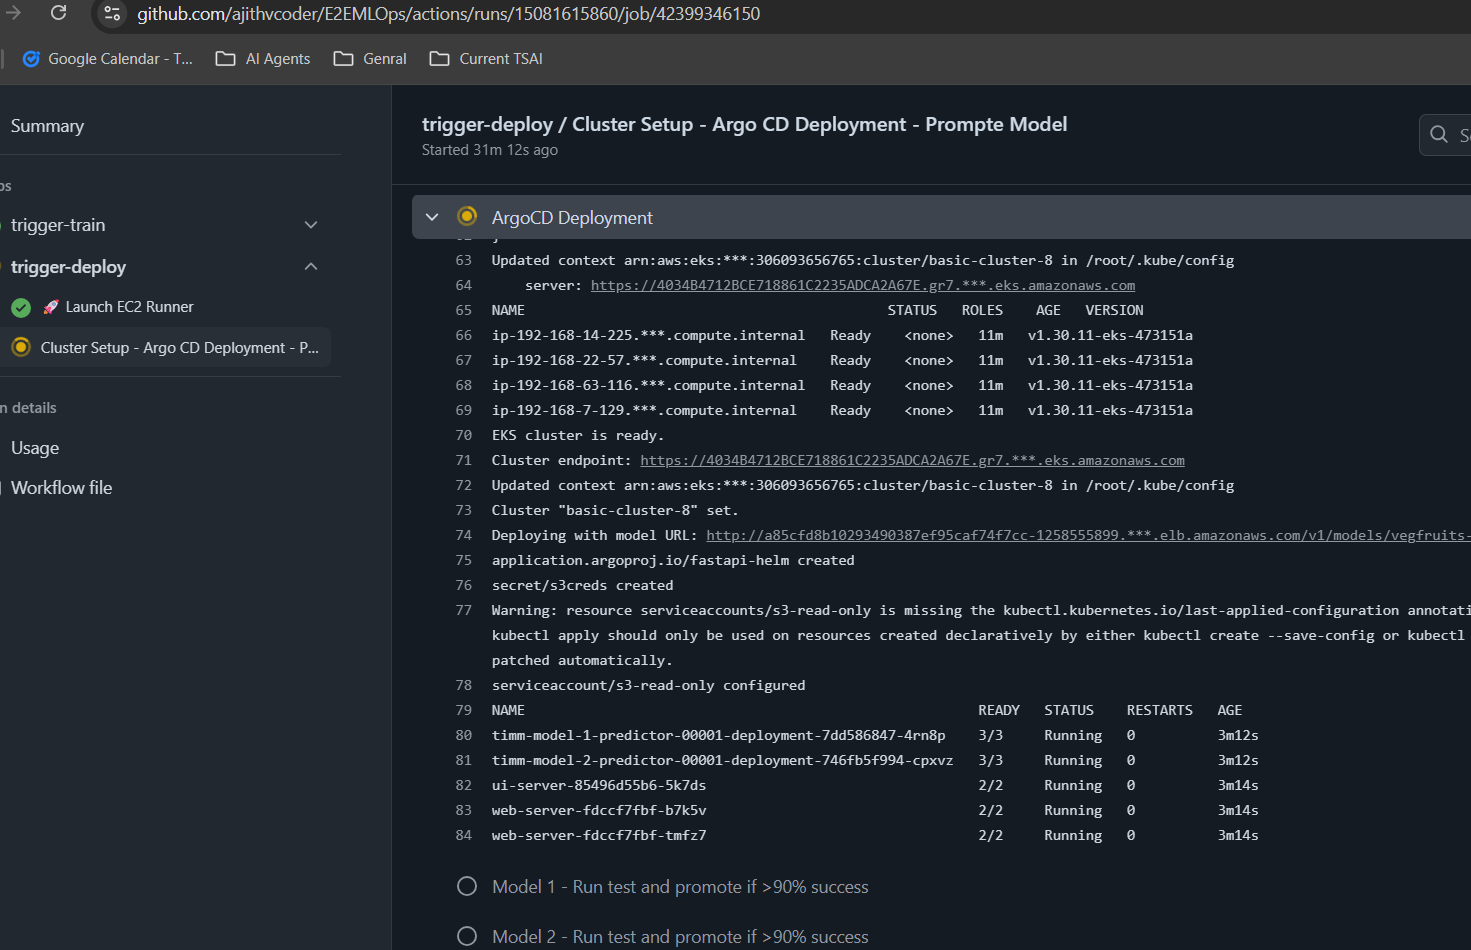 github.com/ajithvcoder/E2EMLOps/actions/runs/15081615860/job/42399346150
Google Calendar - T... AI Agents Genral Current TSAI
Summary
trigger-train
trigger-deploy
🚀 Launch EC2 Runner
Cluster Setup - Argo CD Deployment - P...
n details
Usage
Workflow file
trigger-deploy / Cluster Setup - Argo CD Deployment - Prompte Model
Started 31m 12s ago
ArgoCD Deployment
63 Updated context arn:aws:eks:***:306093656765:cluster/basic-cluster-8 in /root/.kube/config
64 server: https://4034B4712BCE718861C2235ADCA2A67E.gr7.***.eks.amazonaws.com
65 NAME STATUS ROLES AGE VERSION
66 ip-192-168-14-225.***.compute.internal Ready <none> 11m v1.30.11-eks-473151a
67 ip-192-168-22-57.***.compute.internal Ready <none> 11m v1.30.11-eks-473151a
68 ip-192-168-63-116.***.compute.internal Ready <none> 11m v1.30.11-eks-473151a
69 ip-192-168-7-129.***.compute.internal Ready <none> 11m v1.30.11-eks-473151a
70 EKS cluster is ready.
71 Cluster endpoint: https://4034B4712BCE718861C2235ADCA2A67E.gr7.***.eks.amazonaws.com
72 Updated context arn:aws:eks:***:306093656765:cluster/basic-cluster-8 in /root/.kube/config
73 Cluster "basic-cluster-8" set.
74 Deploying with model URL: http://a85cfd8b10293490387ef95caf74f7cc-1258555899.***.elb.amazonaws.com/v1/models/vegfruits-
75 application.argoproj.io/fastapi-helm created
76 secret/s3creds created
77 Warning: resource serviceaccounts/s3-read-only is missing the kubectl.kubernetes.io/last-applied-configuration annotati
kubectl apply should only be used on resources created declaratively by either kubectl create --save-config or kubectl
patched automatically.
78 serviceaccount/s3-read-only configured
79 NAME READY STATUS RESTARTS AGE
80 timm-model-1-predictor-00001-deployment-7dd586847-4rn8p 3/3 Running 0 3m12s
81 timm-model-2-predictor-00001-deployment-746fb5f994-cpxvz 3/3 Running 0 3m12s
82 ui-server-85496d55b6-5k7ds 2/2 Running 0 3m14s
83 web-server-fdccf7fbf-b7k5v 2/2 Running 0 3m14s
84 web-server-fdccf7fbf-tmfz7 2/2 Running 0 3m14s
Model 1 - Run test and promote if >90% success
Model 2 - Run test and promote if >90% success